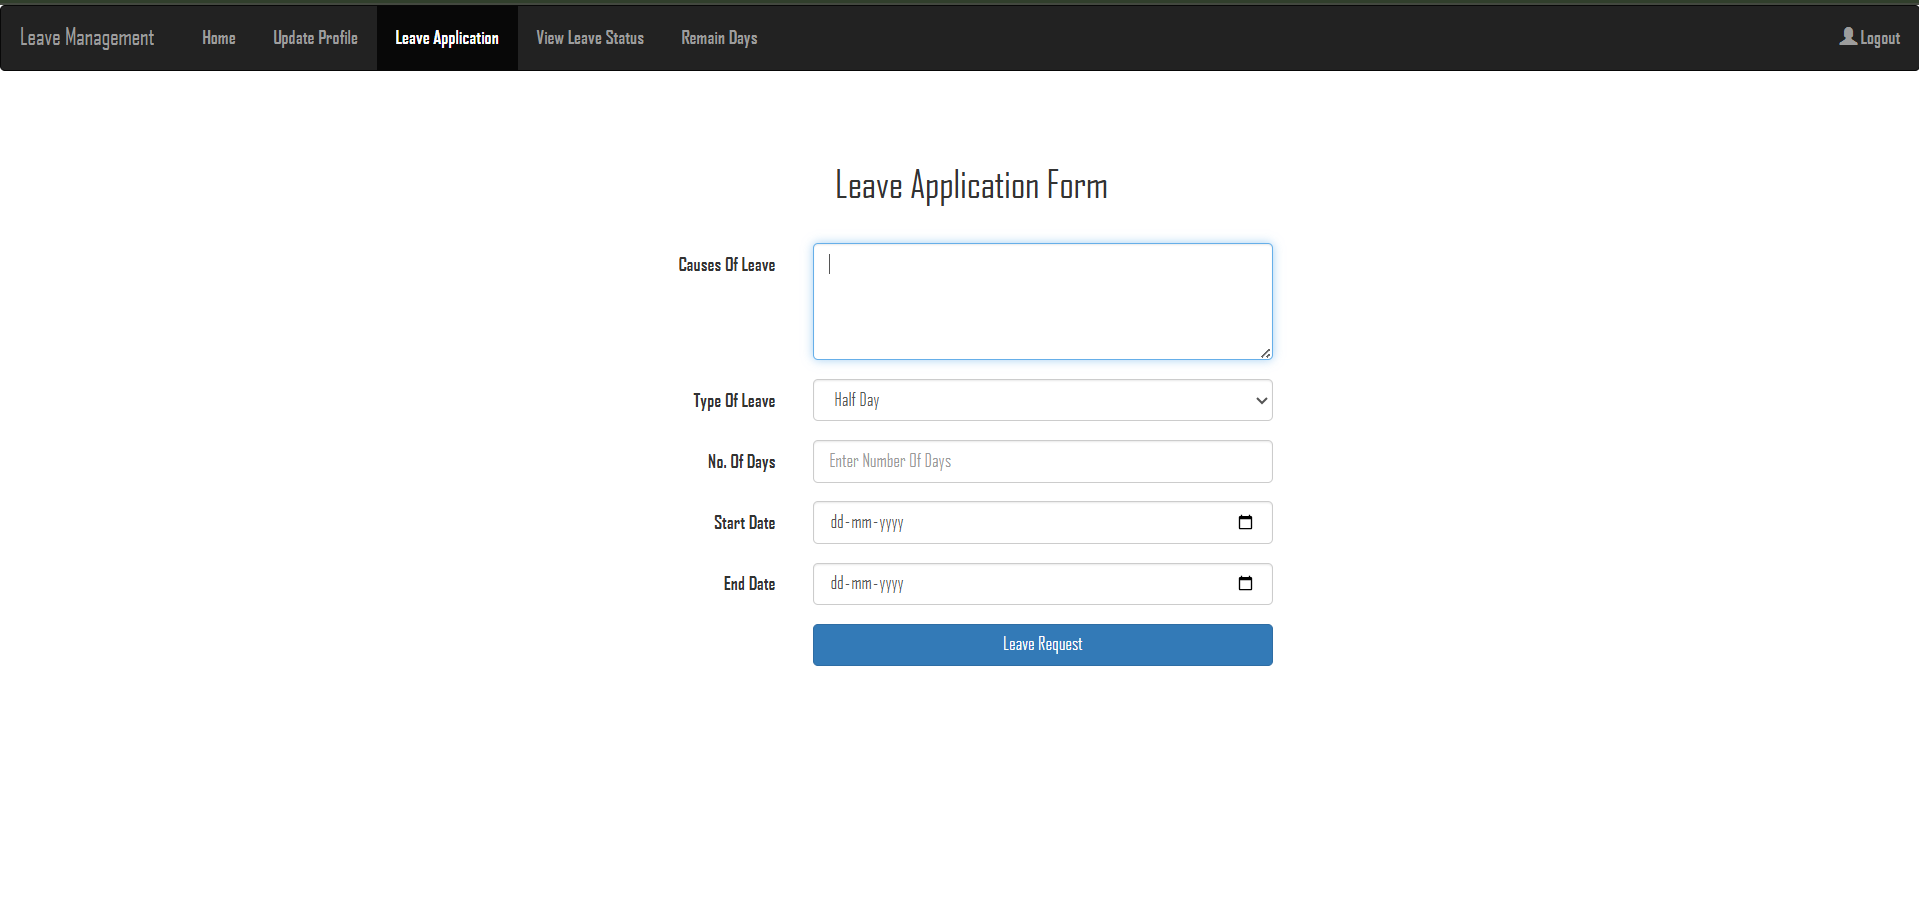 Leave Management Home Update Profile Leave Application View Leave Status Remain Days Logout
Leave Application Form
Causes Of Leave
Type Of Leave Half Day
No. Of Days Enter Number Of Days
Start Date dd-mm-yyyy
End Date dd-mm-yyyy
Leave Request